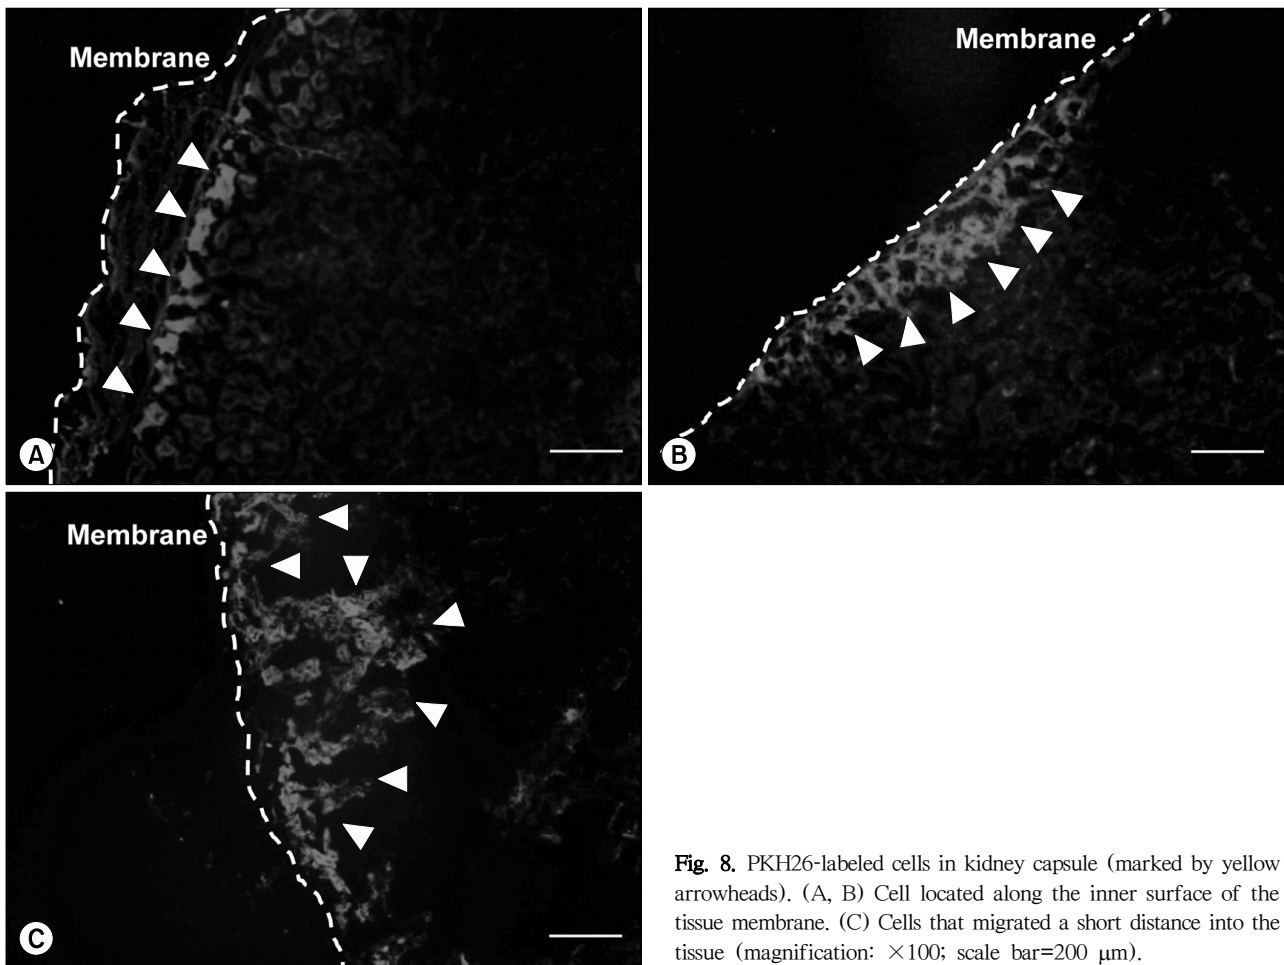 Membrane
A
Membrane
B
Membrane
C
Fig. 8. PKH26-labeled cells in kidney capsule (marked by yellow
arrowheads). (A, B) Cell located along the inner surface of the
tissue membrane. (C) Cells that migrated a short distance into the
tissue (magnification: ×100; scale bar=200 μm).